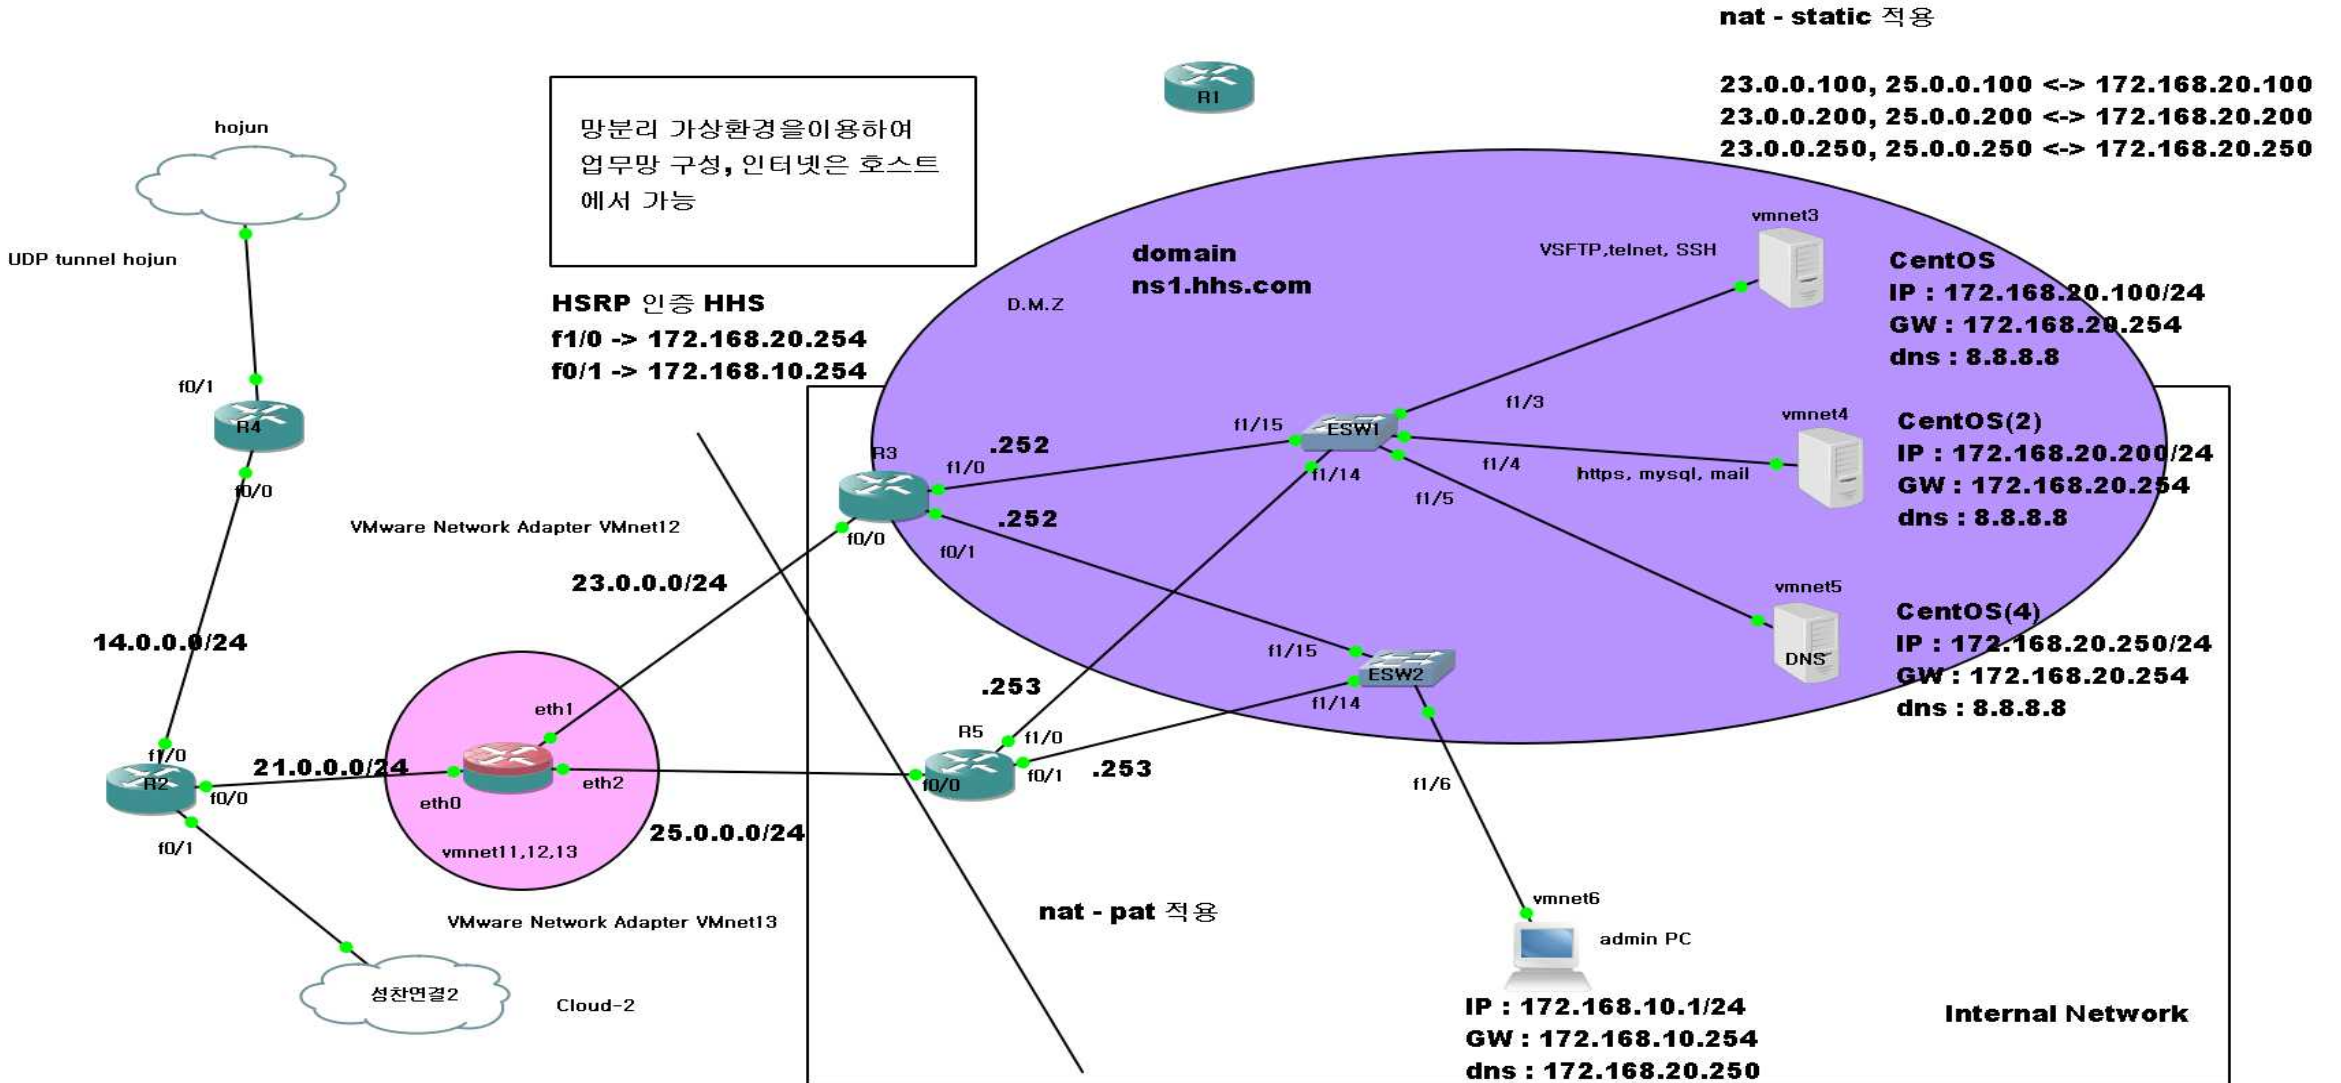 nat - static 적용
23.0.0.100, 25.0.0.100 <-> 172.168.20.100
23.0.0.200, 25.0.0.200 <-> 172.168.20.200
23.0.0.250, 25.0.0.250 <-> 172.168.20.250
R1
망분리 가상환경을이용하여
업무망 구성, 인터넷은 호스트
에서 가능
hojun
UDP tunnel hojun
HSRP 인증 HHS
f1/0 -> 172.168.20.254
f0/1 -> 172.168.10.254
domain
ns1.hhs.com
D.M.Z
VSFTP,telnet, SSH
vmnet3
CentOS
IP : 172.168.20.100/24
GW : 172.168.20.254
dns : 8.8.8.8
f0/1
R4
f0/0
R3
f1/0
.252
f1/15
ESW1
f1/3
f1/14
f1/4
f1/5
https, mysql, mail
vmnet4
CentOS(2)
IP : 172.168.20.200/24
GW : 172.168.20.254
dns : 8.8.8.8
VMware Network Adapter VMnet12
f0/0
.252
f0/1
23.0.0.0/24
vmnet5
DNS
CentOS(4)
IP : 172.168.20.250/24
GW : 172.168.20.254
dns : 8.8.8.8
14.0.0.0/24
f1/15
ESW2
f1/14
.253
R5
f1/0
f0/1
.253
f0/0
f1/6
eth1
f1/0
R2
f0/0
21.0.0.0/24
eth0
eth2
f0/1
vmnet11,12,13
25.0.0.0/24
VMware Network Adapter VMnet13
nat - pat 적용
성찬연결2
Cloud-2
vmnet6
admin PC
IP : 172.168.10.1/24
GW : 172.168.10.254
dns : 172.168.20.250
Internal Network